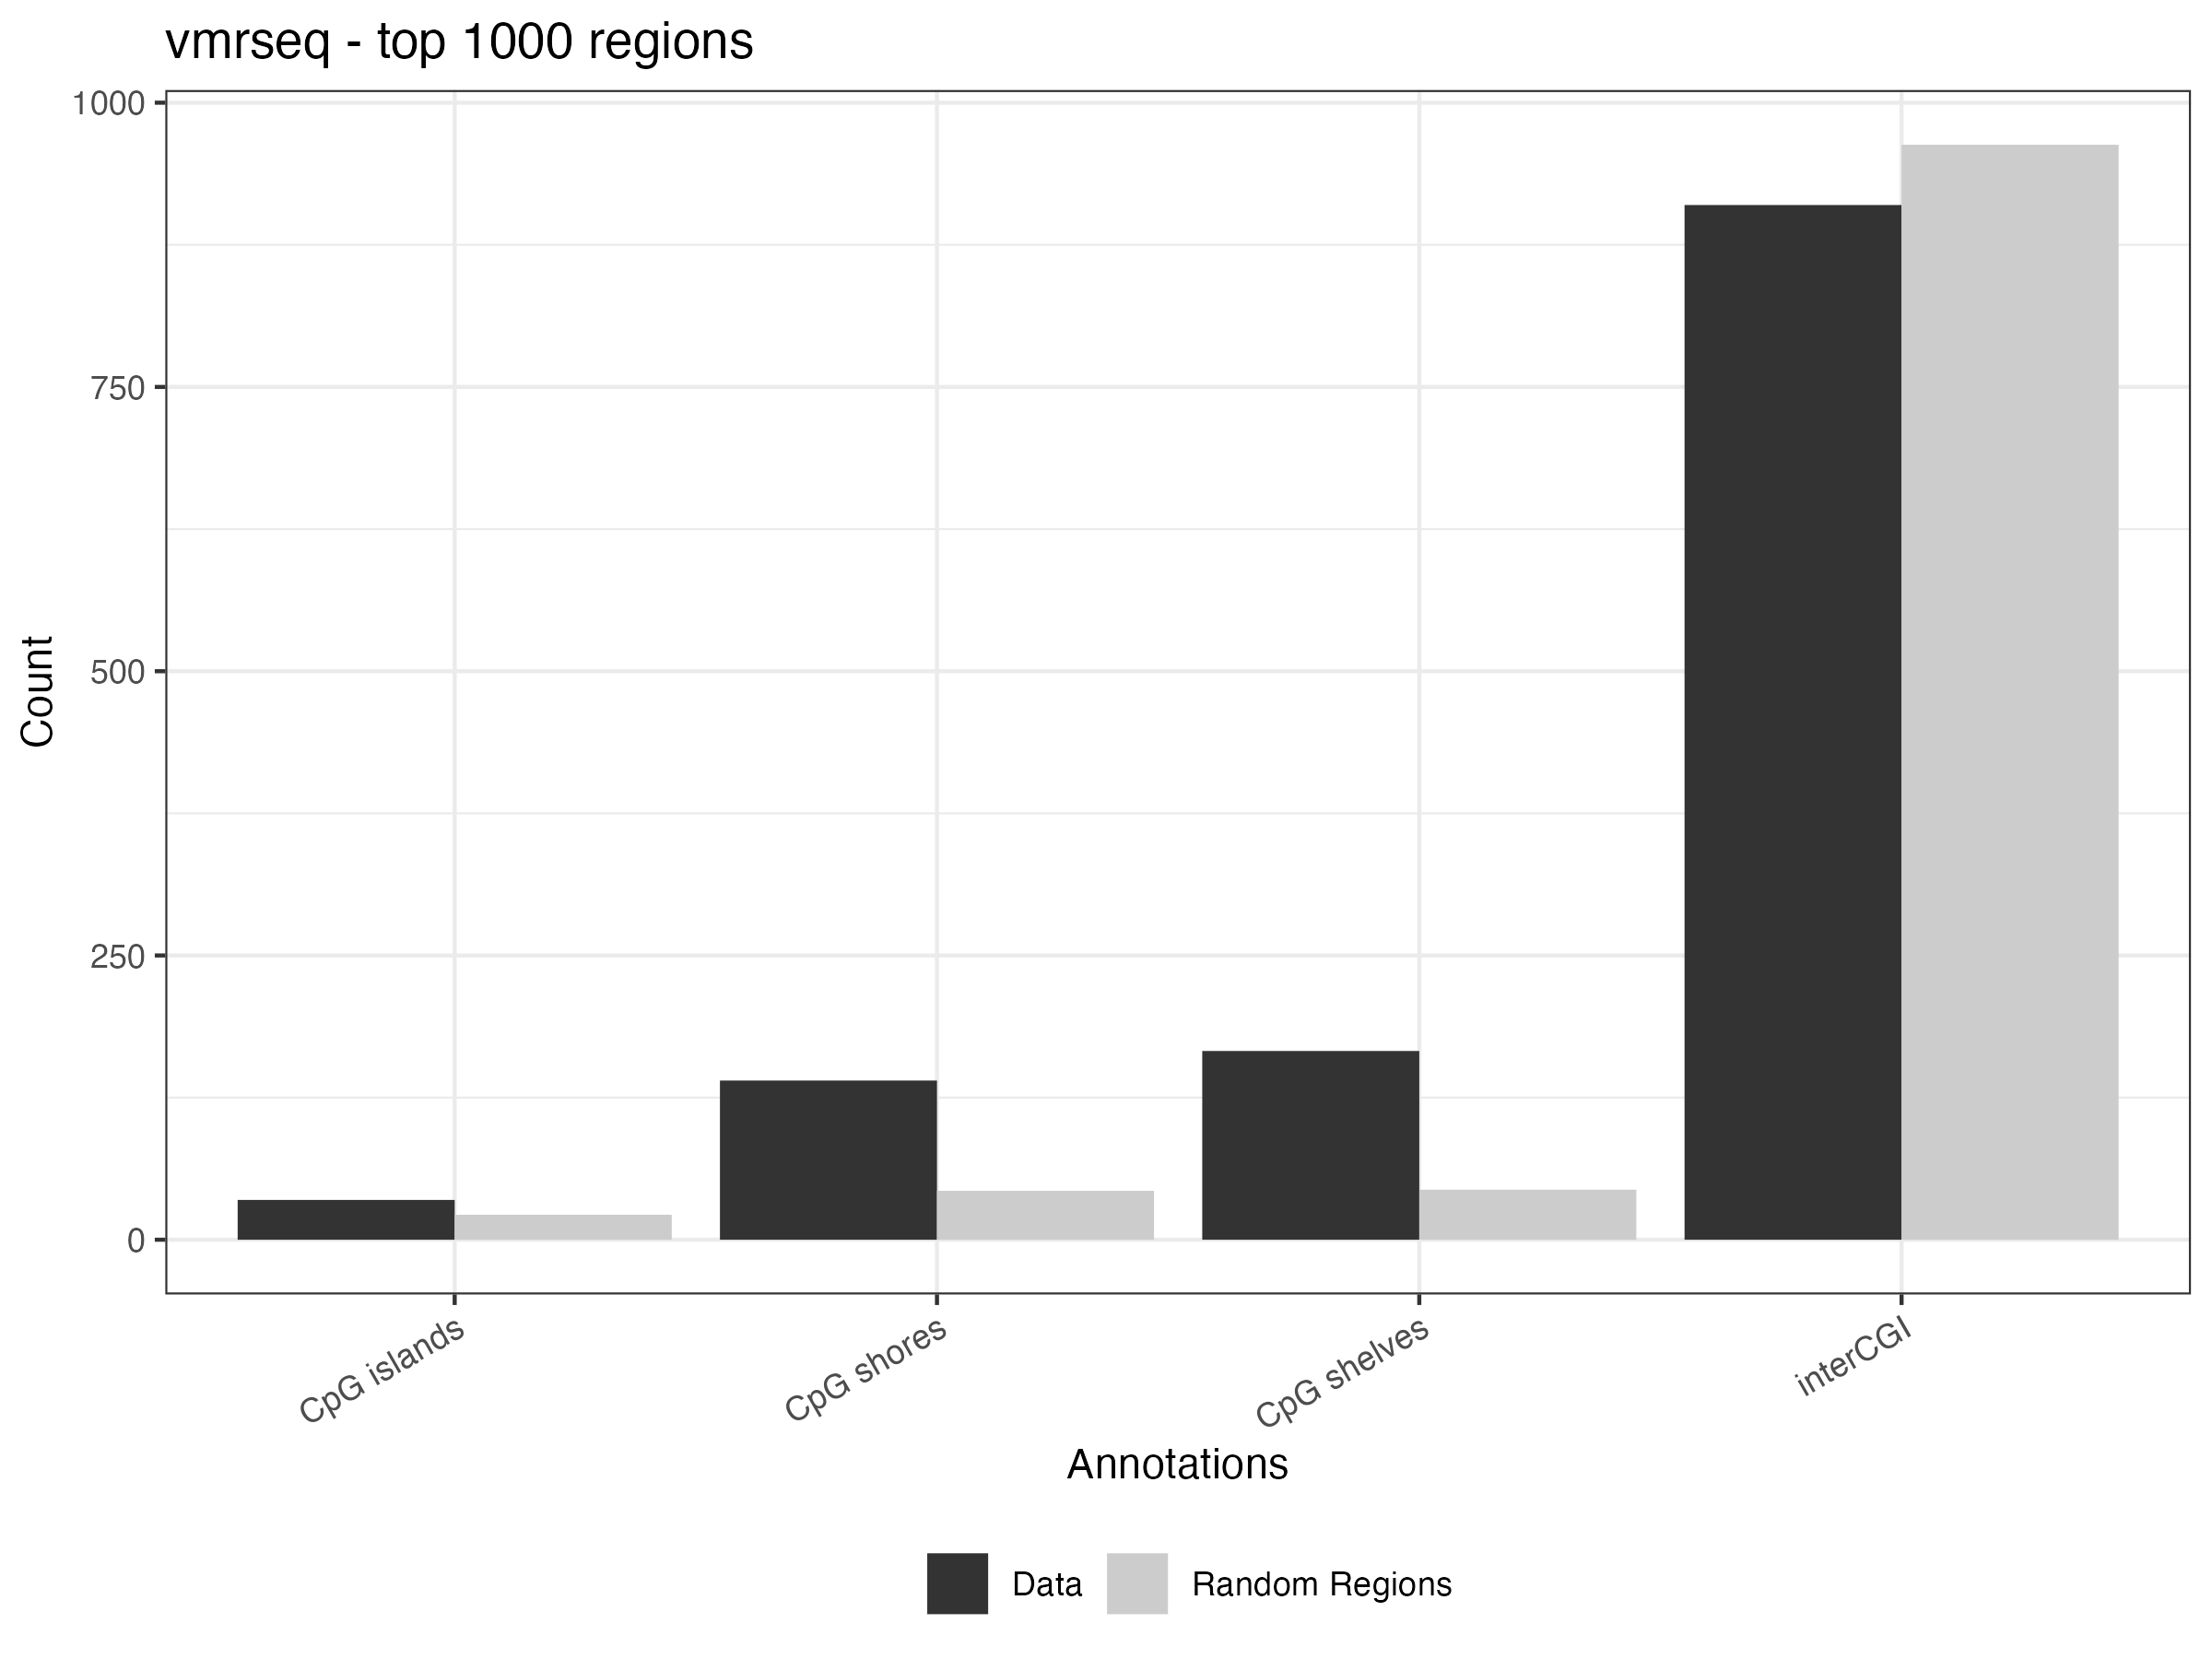 vmrseq - top 1000 regions
1000
750
500
250
0
Count
CpG islands
CpG shores
CpG shelves
interCGI
Annotations
Data
Random Regions